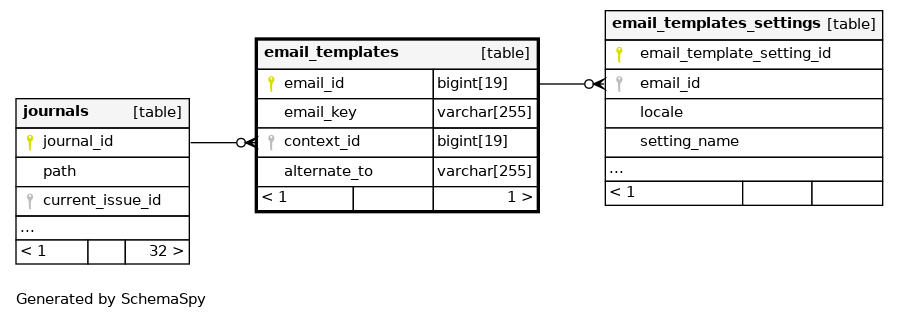 journals [table]
journal_id
path
current_issue_id
...
< 1 32 >
email_templates [table]
email_id bigint[19]
email_key varchar[255]
context_id bigint[19]
alternate_to varchar[255]
< 1 1 >
email_templates_settings [table]
email_template_setting_id
email_id
locale
setting_name
...
< 1
Generated by SchemaSpy